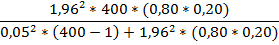 1,96² * 400 * (0,80 * 0,20)
0,05² * (400 − 1) + 1,96² * (0,80 * 0,20)